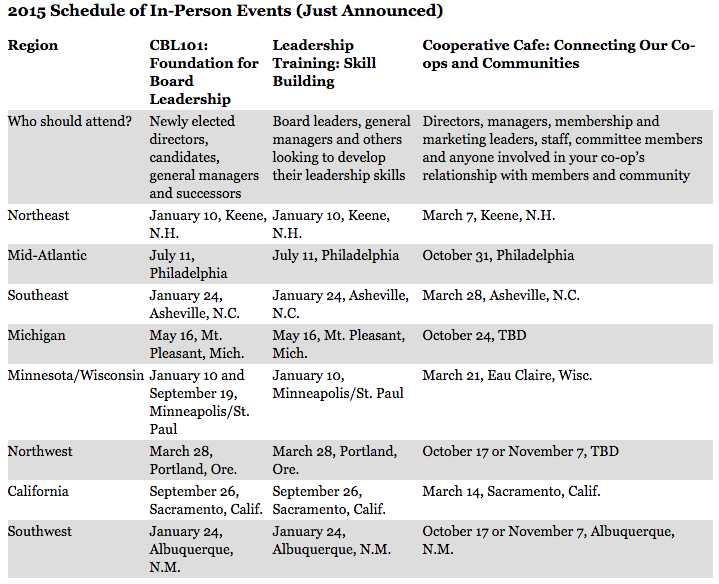 2015 Schedule of In-Person Events (Just Announced)
Region
CBL101:
Foundation for
Board
Leadership
Leadership
Training: Skill
Building
Cooperative Cafe: Connecting Our Co-
ops and Communities
Who should attend?
Newly elected
directors,
candidates,
general managers
and successors
Board leaders, general
managers and others
looking to develop
their leadership skills
Directors, managers, membership and
marketing leaders, staff, committee members
and anyone involved in your co-op's
relationship with members and community
Northeast
January 10, Keene,
N.H.
January 10, Keene,
N.H.
March 7, Keene, N.H.
Mid-Atlantic
July 11,
Philadelphia
July 11, Philadelphia
October 31, Philadelphia
Southeast
January 24,
Asheville, N.C.
January 24, Asheville,
N.C.
March 28, Asheville, N.C.
Michigan
May 16, Mt.
Pleasant, Mich.
May 16, Mt. Pleasant,
Mich.
October 24, TBD
Minnesota/Wisconsin
January 10 and
September 19,
Minneapolis/St.
Paul
January 10,
Minneapolis/St. Paul
March 21, Eau Claire, Wisc.
Northwest
March 28,
Portland, Ore.
March 28, Portland,
Ore.
October 17 or November 7, TBD
California
September 26,
Sacramento, Calif.
September 26,
Sacramento, Calif.
March 14, Sacramento, Calif.
Southwest
January 24,
Albuquerque,
N.M.
January 24,
Albuquerque, N.M.
October 17 or November 7, Albuquerque,
N.M.